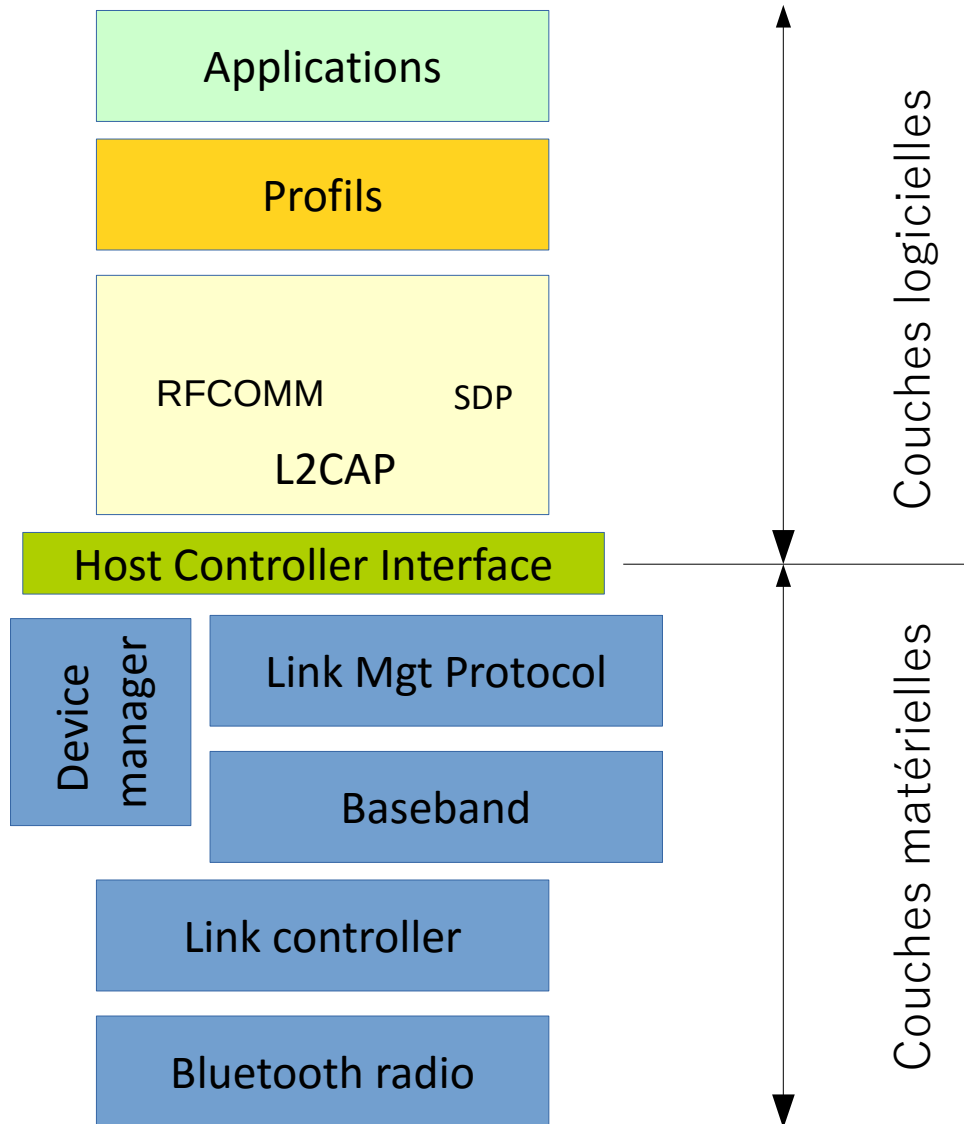 Applications
Profils
RFCOMM
SDP
L2CAP
Host Controller Interface
Device
manager
Link Mgt Protocol
Baseband
Link controller
Bluetooth radio
Couches logicielles
Couches matérielles